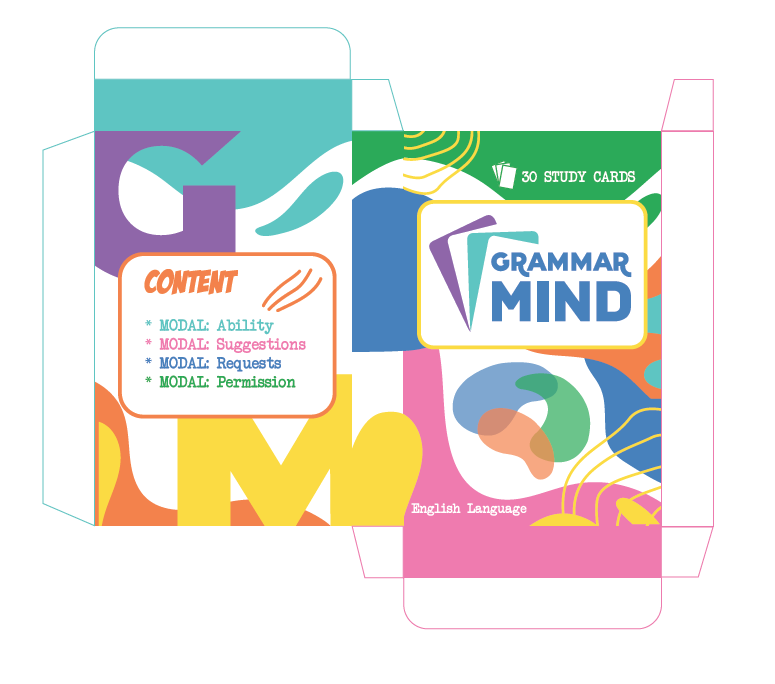 30 STUDY CARDS
GRAMMAR
MIND
CONTENT
* MODAL: Ability
* MODAL: Suggestions
* MODAL: Requests
* MODAL: Permission
English Language
G
M